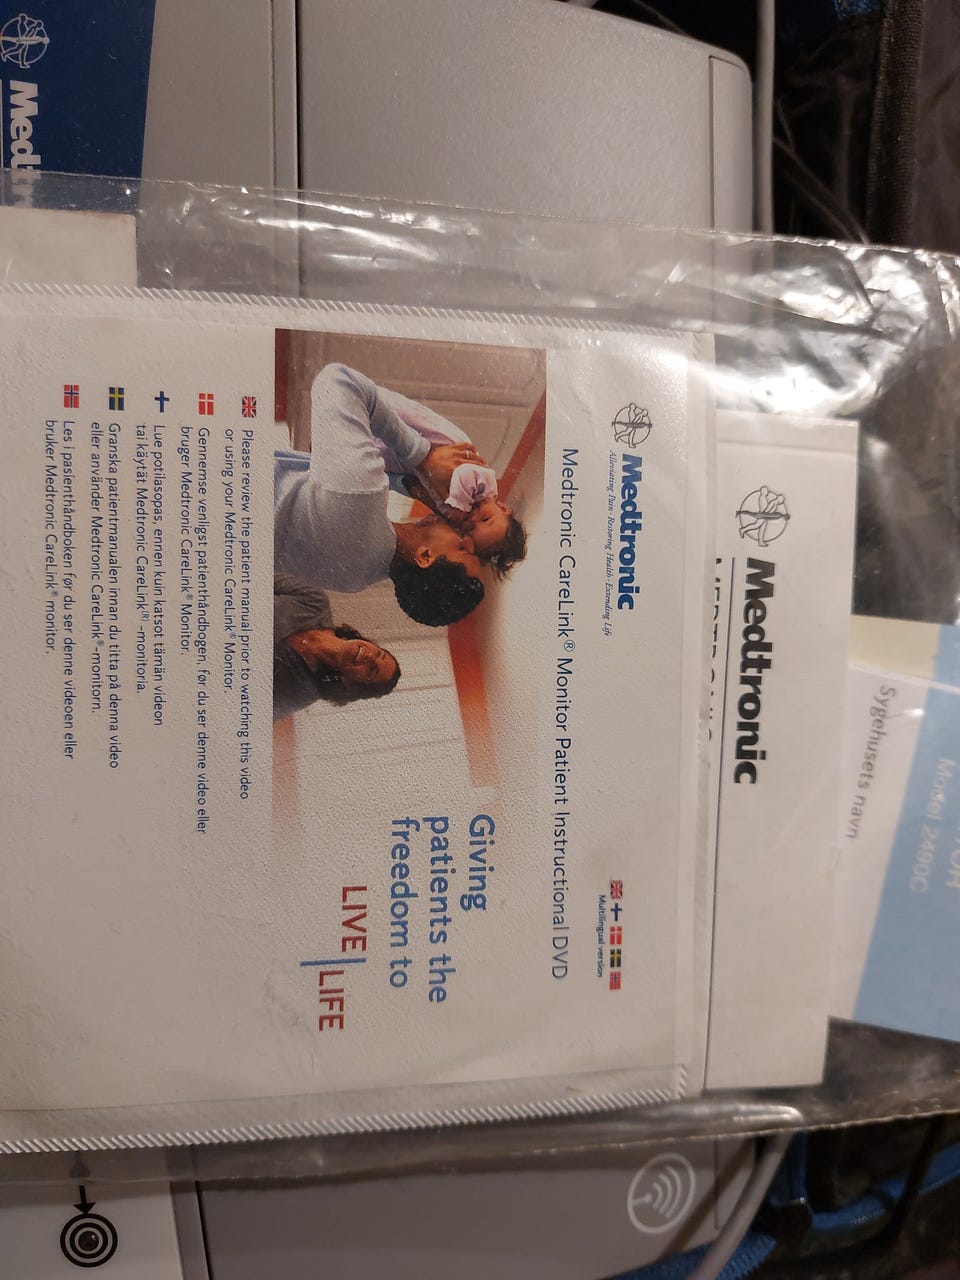 Medtronic
Alleviating Pain · Restoring Health · Extending Life
Multilingual version
Medtronic CareLink® Monitor Patient Instructional DVD
Giving
patients the
freedom to
LIVE|LIFE
Please review the patient manual prior to watching this video
or using your Medtronic CareLink® Monitor.
Gennemse venligst patienthåndbogen, før du ser denne video eller
bruger Medtronic CareLink® Monitor.
Lue potilasopas, ennen kuin katsot tämän videon
tai käytät Medtronic CareLink(R) -monitoria.
Granska patientmanualen innan du titta på denna video
eller använder Medtronic CareLink®-monitorn.
Les i pasienthåndboken før du ser denne videoen eller
bruker Medtronic CareLink® monitor.
Medtronic
Sygehusets navn
Model 2490C
Medtr